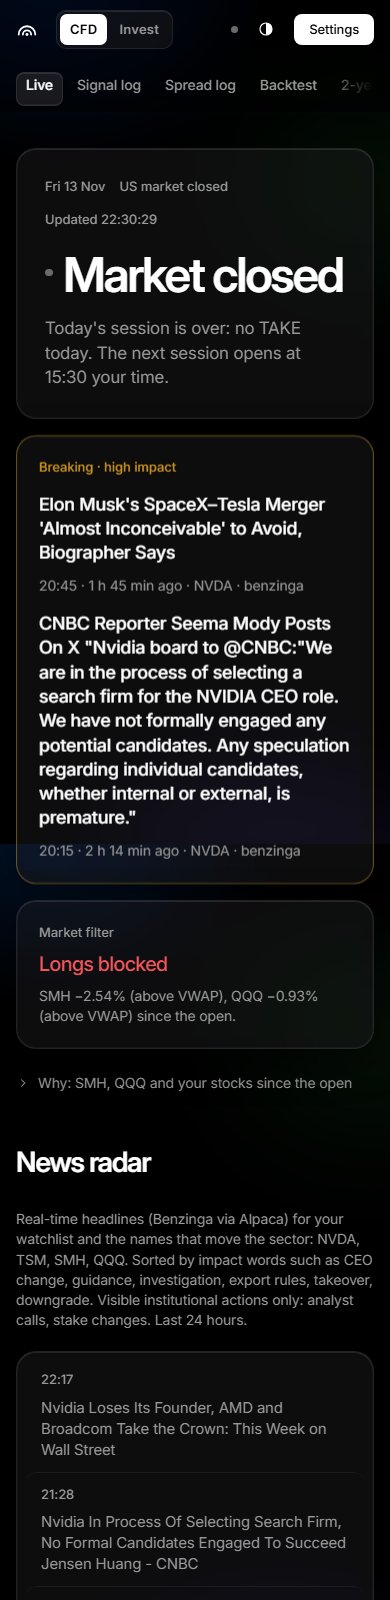 CFD Invest Settings
Live Signal log Spread log Backtest 2-ye
Fri 13 Nov US market closed
Updated 22:30:29
Market closed
Today's session is over: no TAKE
today. The next session opens at
15:30 your time.
Breaking · high impact
Elon Musk's SpaceX–Tesla Merger
'Almost Inconceivable' to Avoid,
Biographer Says
20:45 · 1 h 45 min ago · NVDA · benzinga
CNBC Reporter Seema Mody Posts
On X "Nvidia board to @CNBC:"We
are in the process of selecting a
search firm for the NVIDIA CEO role.
We have not formally engaged any
potential candidates. Any speculation
regarding individual candidates,
whether internal or external, is
premature."
20:15 · 2 h 14 min ago · NVDA · benzinga
Market filter
Longs blocked
SMH −2.54% (above VWAP), QQQ −0.93%
(above VWAP) since the open.
Why: SMH, QQQ and your stocks since the open
News radar
Real-time headlines (Benzinga via Alpaca) for your
watchlist and the names that move the sector: NVDA,
TSM, SMH, QQQ. Sorted by impact words such as CEO
change, guidance, investigation, export rules, takeover,
downgrade. Visible institutional actions only: analyst
calls, stake changes. Last 24 hours.
22:17
Nvidia Loses Its Founder, AMD and
Broadcom Take the Crown: This Week on
Wall Street
21:28
Nvidia In Process Of Selecting Search Firm,
No Formal Candidates Engaged To Succeed
Jensen Huang - CNBC